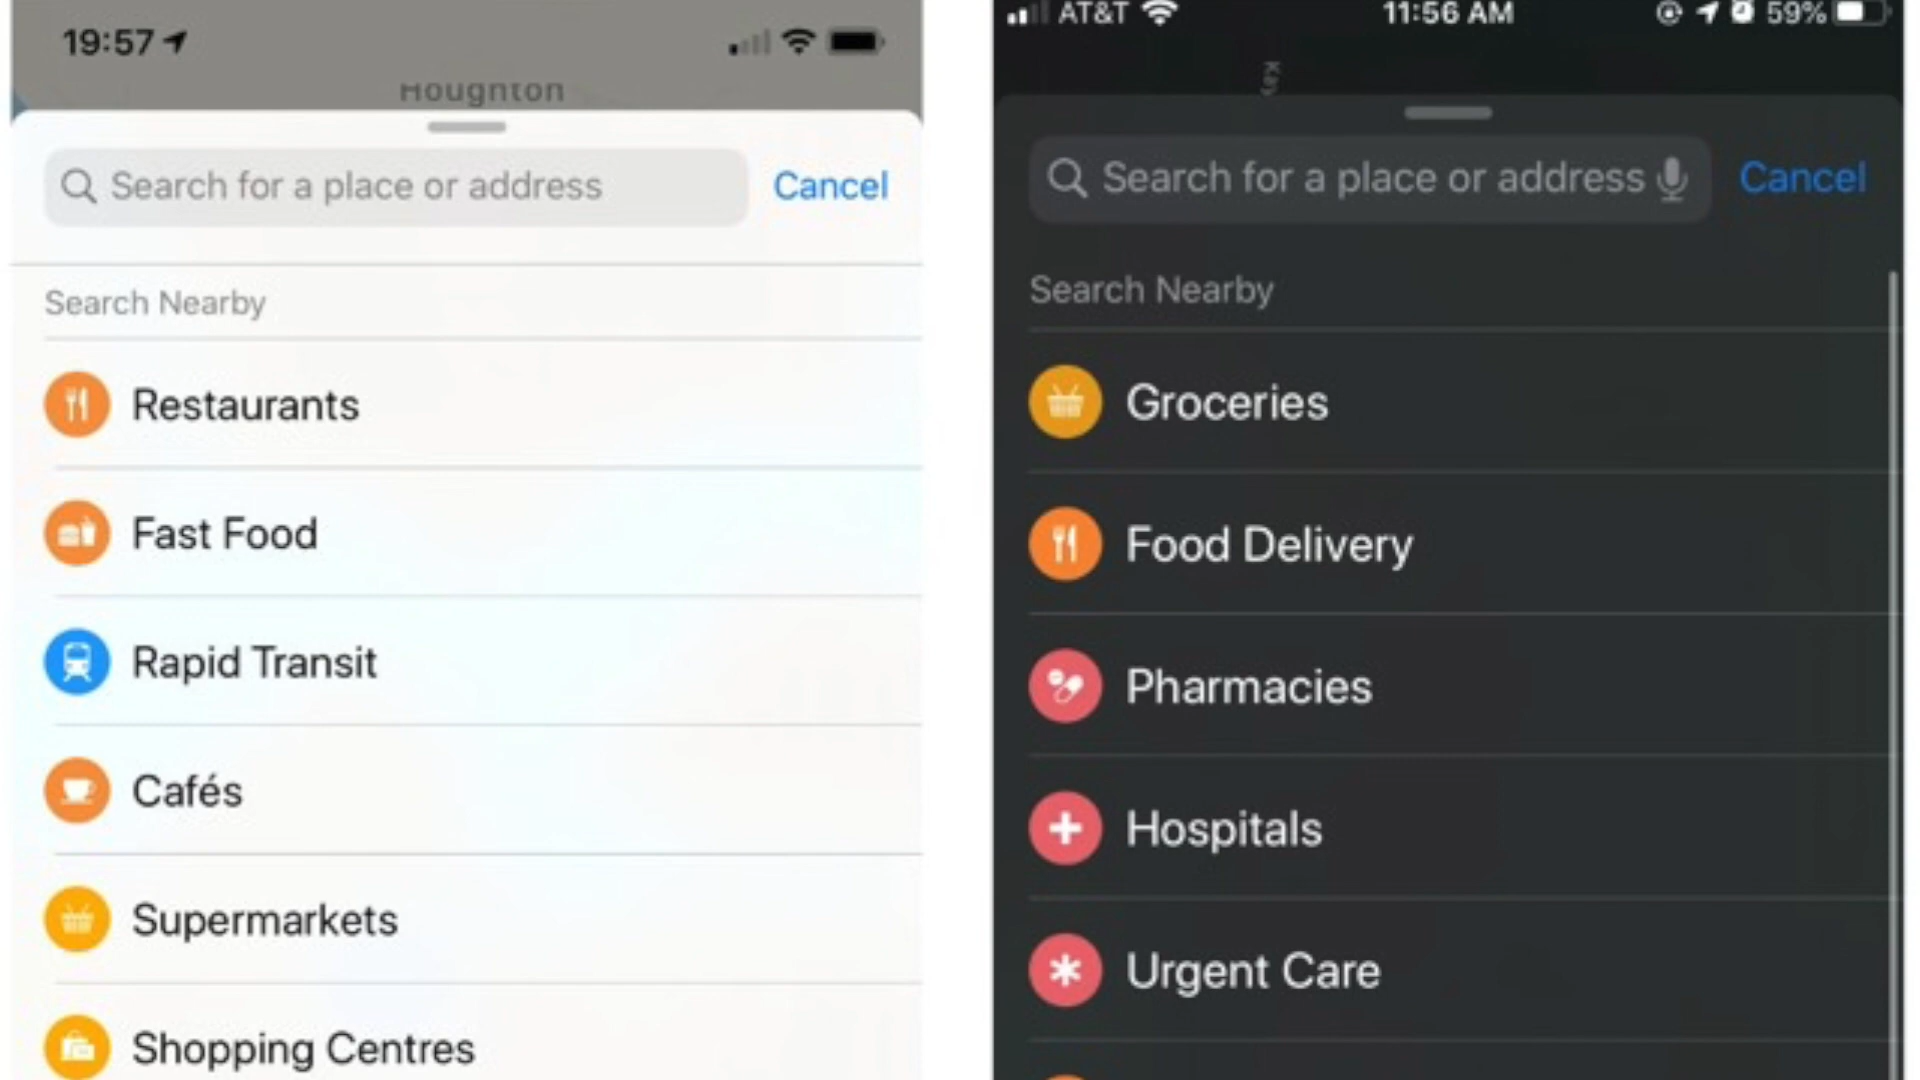 19:57
Houghton
Search for a place or address
Cancel
Search Nearby
Restaurants
Fast Food
Rapid Transit
Cafés
Supermarkets
Shopping Centres
AT&T
11:56 AM
59%
Search for a place or address
Cancel
Search Nearby
Groceries
Food Delivery
Pharmacies
Hospitals
Urgent Care